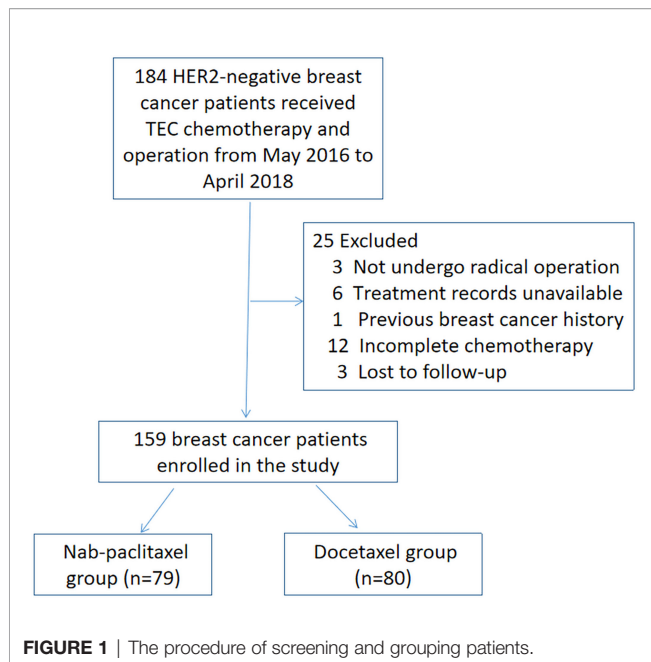 184 HER2-negative breast
cancer patients received
TEC chemotherapy and
operation from May 2016 to
April 2018
25 Excluded
3 Not undergo radical operation
6 Treatment records unavailable
1 Previous breast cancer history
12 Incomplete chemotherapy
3 Lost to follow-up
159 breast cancer patients
enrolled in the study
Nab-paclitaxel
group (n=79)
Docetaxel group
(n=80)
FIGURE 1 | The procedure of screening and grouping patients.